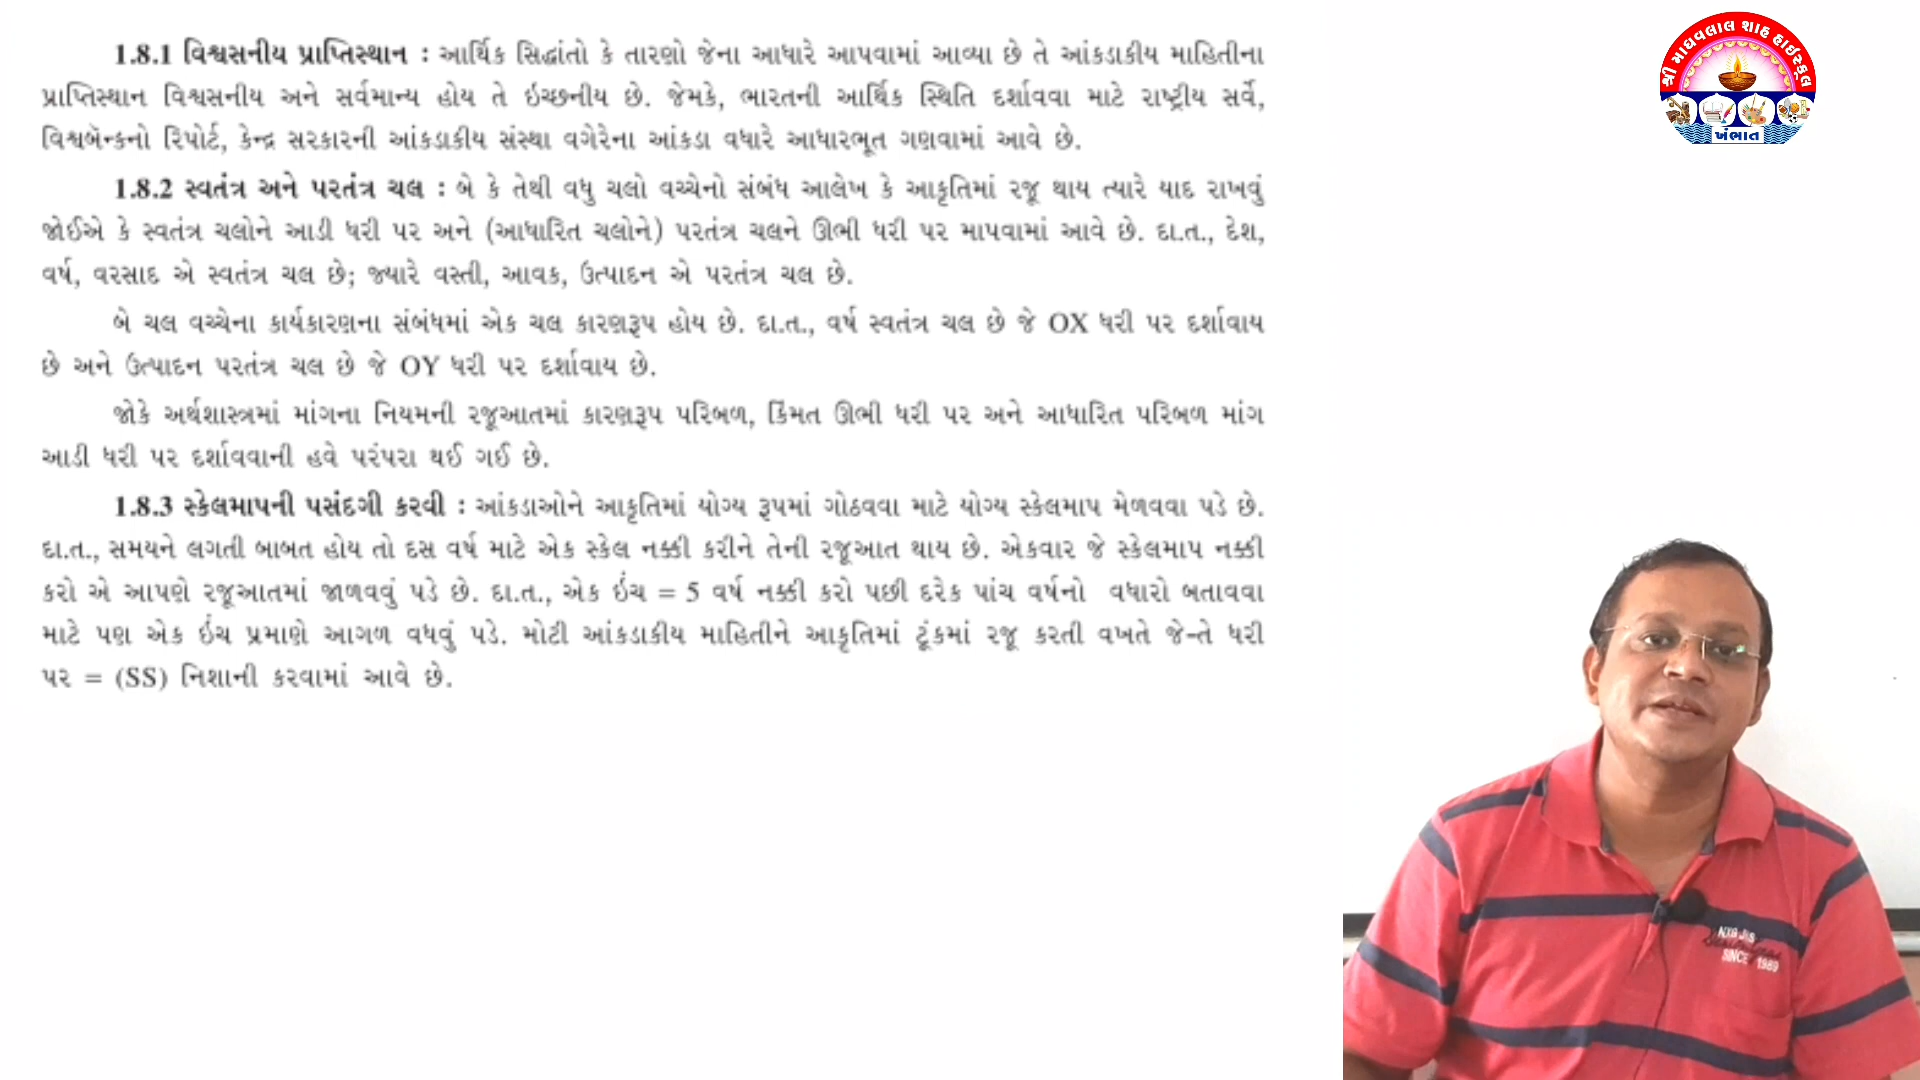 1.8.1 વિશ્વસનીય પ્રાપ્તિસ્થાન : આર્થિક સિદ્ધાંતો કે તારણો જેના આધારે આપવામાં આવ્યા છે તે આંકડાકીય માહિતીના
પ્રાપ્તિસ્થાન વિશ્વસનીય અને સર્વમાન્ય હોય તે ઇચ્છનીય છે. જેમકે, ભારતની આર્થિક સ્થિતિ દર્શાવવા માટે રાષ્ટ્રીય સર્વે,
વિશ્વબૅન્કનો રિપોર્ટ, કેન્દ્ર સરકારની આંકડાકીય સંસ્થા વગેરેના આંકડા વધારે આધારભૂત ગણવામાં આવે છે.
1.8.2 સ્વતંત્ર અને પરતંત્ર ચલ : બે કે તેથી વધુ ચલો વચ્ચેનો સંબંધ આલેખ કે આકૃતિમાં રજૂ થાય ત્યારે યાદ રાખવું
જોઈએ કે સ્વતંત્ર ચલોને આડી ધરી પર અને (આધારિત ચલોને) પરતંત્ર ચલને ઊભી ધરી પર માપવામાં આવે છે. દા.ત., દેશ,
વર્ષ, વરસાદ એ સ્વતંત્ર ચલ છે; જ્યારે વસ્તી, આવક, ઉત્પાદન એ પરતંત્ર ચલ છે.
બે ચલ વચ્ચેના કાર્યકારણના સંબંધમાં એક ચલ કારણરૂપ હોય છે. દા.ત., વર્ષ સ્વતંત્ર ચલ છે જે OX ધરી પર દર્શાવાય
છે અને ઉત્પાદન પરતંત્ર ચલ છે જે OY ધરી પર દર્શાવાય છે.
જોકે અર્થશાસ્ત્રમાં માંગના નિયમની રજૂઆતમાં કારણરૂપ પરિબળ, કિંમત ઊભી ધરી પર અને આધારિત પરિબળ માંગ
આડી ધરી પર દર્શાવવાની હવે પરંપરા થઈ ગઈ છે.
1.8.3 સ્કેલમાપની પસંદગી કરવી : આંકડાઓને આકૃતિમાં યોગ્ય રૂપમાં ગોઠવવા માટે યોગ્ય સ્કેલમાપ મેળવવા પડે છે.
દા.ત., સમયને લગતી બાબત હોય તો દસ વર્ષ માટે એક સ્કેલ નક્કી કરીને તેની રજૂઆત થાય છે. એકવાર જે સ્કેલમાપ નક્કી
કરો એ આપણે રજૂઆતમાં જાળવવું પડે છે. દા.ત., એક ઇંચ = 5 વર્ષ નક્કી કરો પછી દરેક પાંચ વર્ષનો વધારો બતાવવા
માટે પણ એક ઇંચ પ્રમાણે આગળ વધવું પડે. મોટી આંકડાકીય માહિતીને આકૃતિમાં ટૂંકમાં રજૂ કરતી વખતે જે-તે ધરી
પર = (SS) નિશાની કરવામાં આવે છે.
શ્રી માધવલાલ શાહ હાઈસ્કૂલ
ખંભાત
SINCE 1989